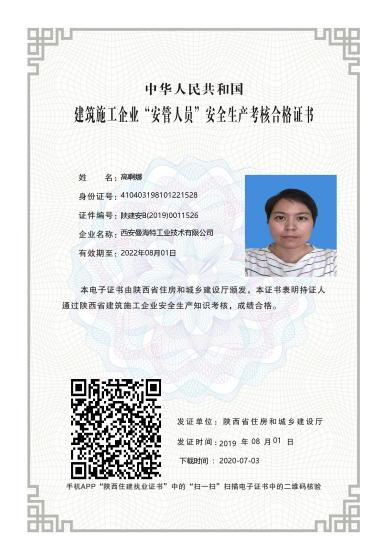 中华人民共和国
建筑施工企业“安管人员”安全生产考核合格证书
姓 名：高啊娜
身份证号：410403198101221528
证件编号：陕建安B(2019)0011526
企业名称：西安曼海特工业技术有限公司
有效期至：2022年08月01日
本电子证书由陕西省住房和城乡建设厅颁发，本证书表明持证人
通过陕西省建筑施工企业安全生产知识考核，成绩合格。
发证单位：陕西省住房和城乡建设厅
发证时间：2019 年 08 月 01 日
下载时间 ：2020-07-03
手机APP“陕西住建执业证书”中的“扫一扫”扫描电子证书中的二维码核验